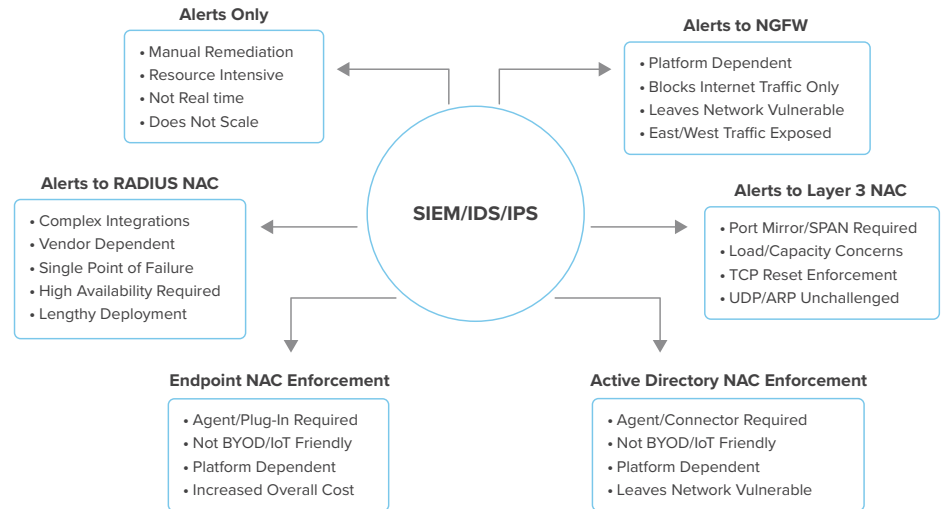 Alerts Only
• Manual Remediation
• Resource Intensive
• Not Real time
• Does Not Scale
Alerts to NGFW
• Platform Dependent
• Blocks Internet Traffic Only
• Leaves Network Vulnerable
• East/West Traffic Exposed
Alerts to RADIUS NAC
• Complex Integrations
• Vendor Dependent
• Single Point of Failure
• High Availability Required
• Lengthy Deployment
SIEM/IDS/IPS
Alerts to Layer 3 NAC
• Port Mirror/SPAN Required
• Load/Capacity Concerns
• TCP Reset Enforcement
• UDP/ARP Unchallenged
Endpoint NAC Enforcement
• Agent/Plug-In Required
• Not BYOD/IoT Friendly
• Platform Dependent
• Increased Overall Cost
Active Directory NAC Enforcement
• Agent/Connector Required
• Not BYOD/IoT Friendly
• Platform Dependent
• Leaves Network Vulnerable